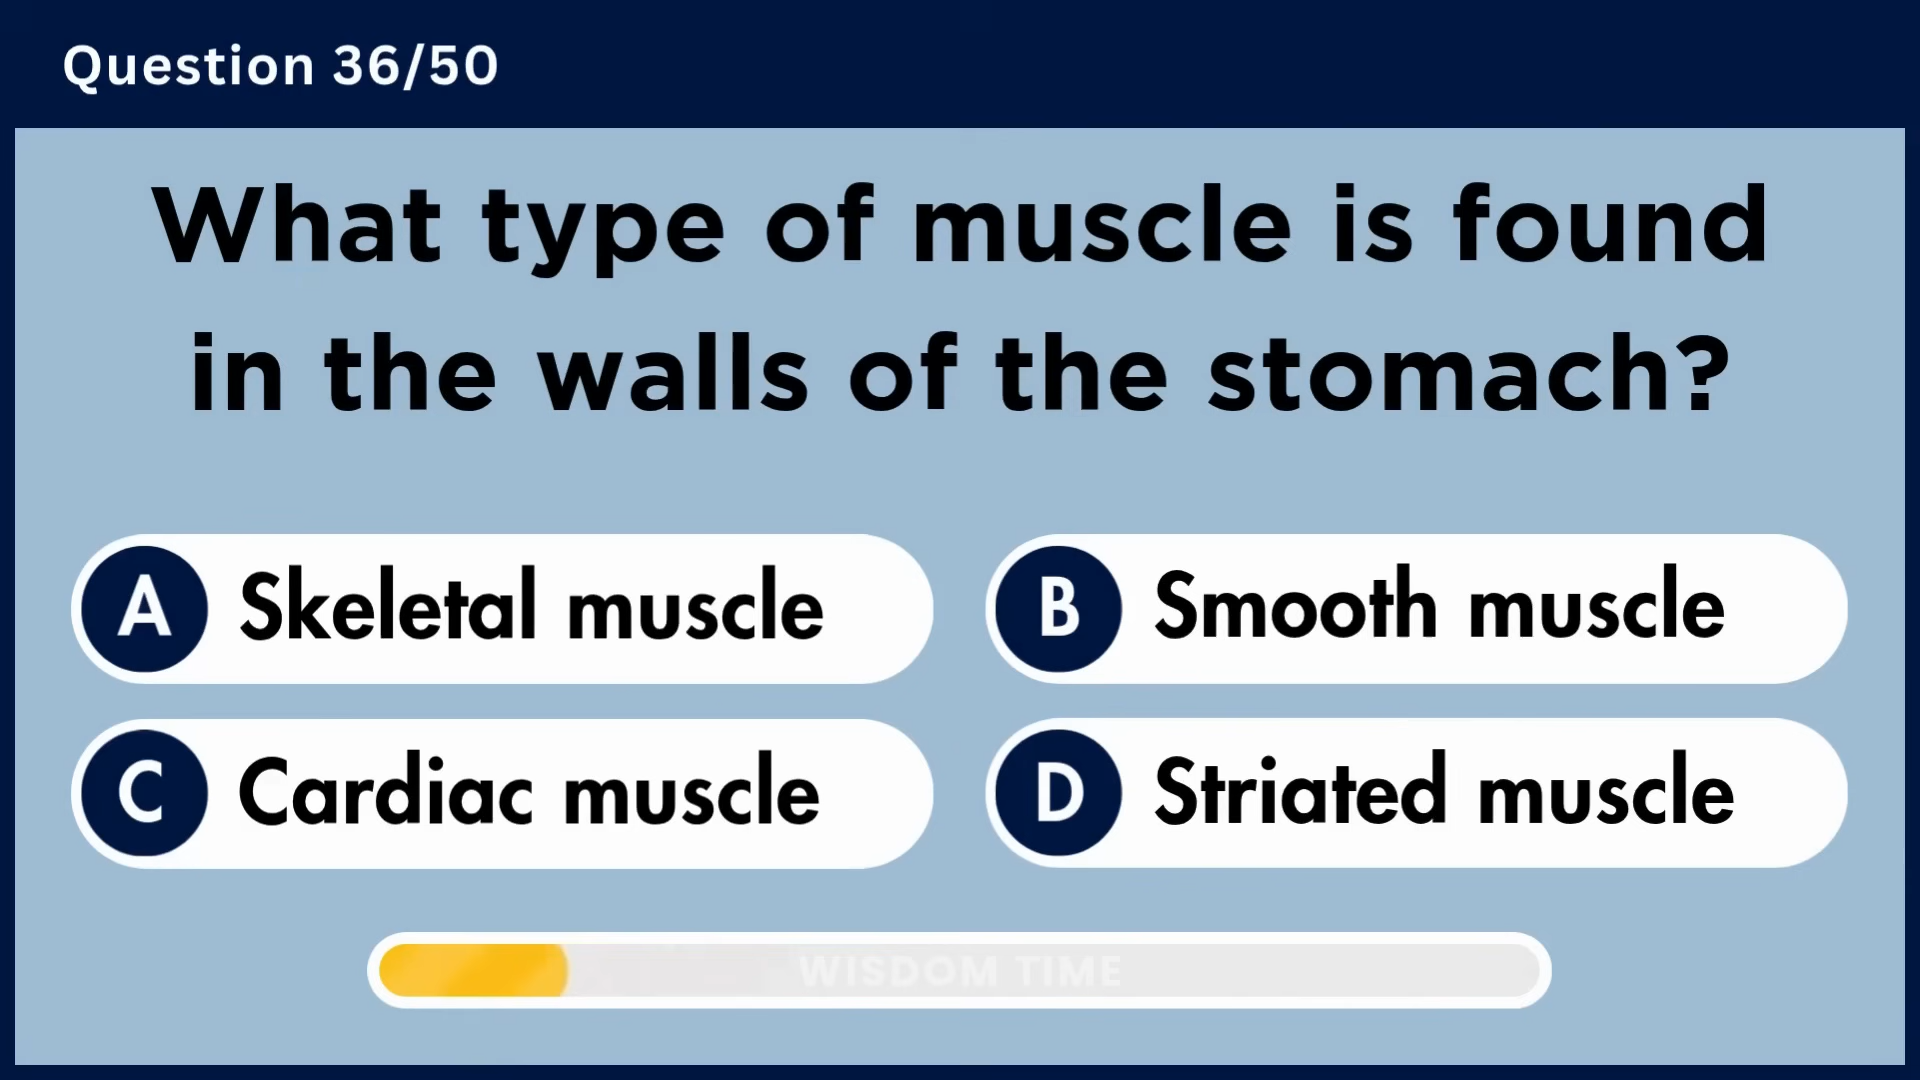 Question 36/50
What type of muscle is found
in the walls of the stomach?
A Skeletal muscle
B Smooth muscle
C Cardiac muscle
D Striated muscle
WISDOM TIME